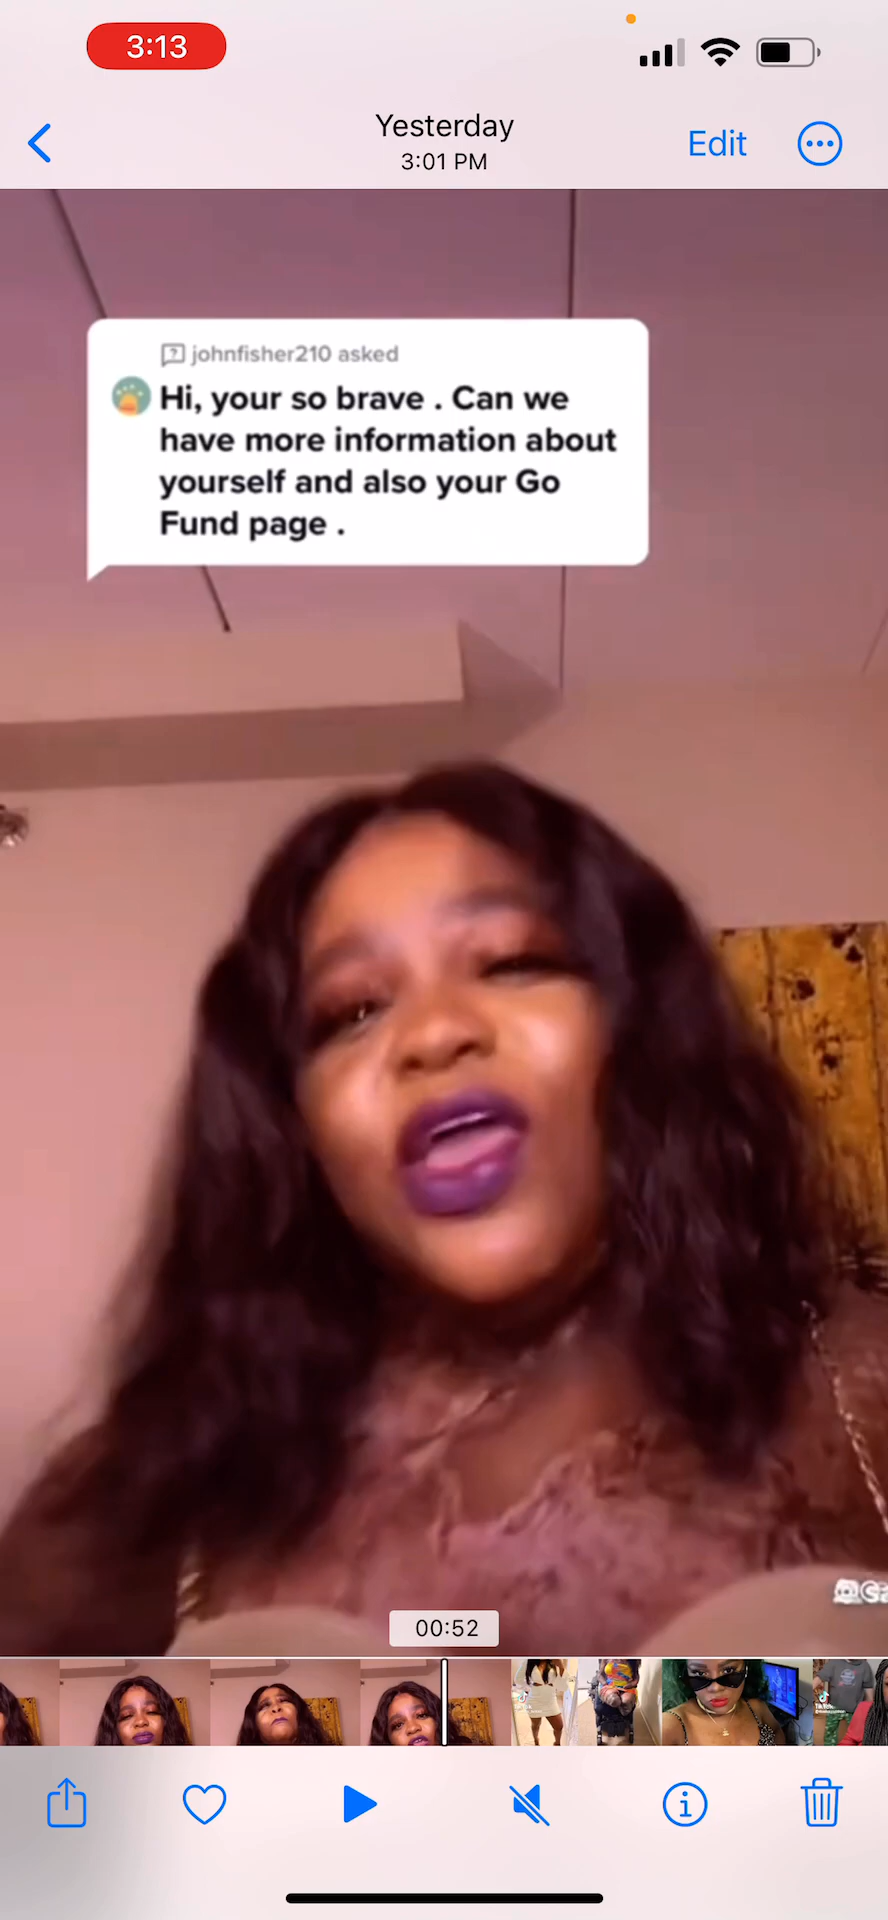 3:13
Yesterday
3:01 PM
Edit
johnfisher210 asked
Hi, your so brave . Can we
have more information about
yourself and also your Go
Fund page .
00:52